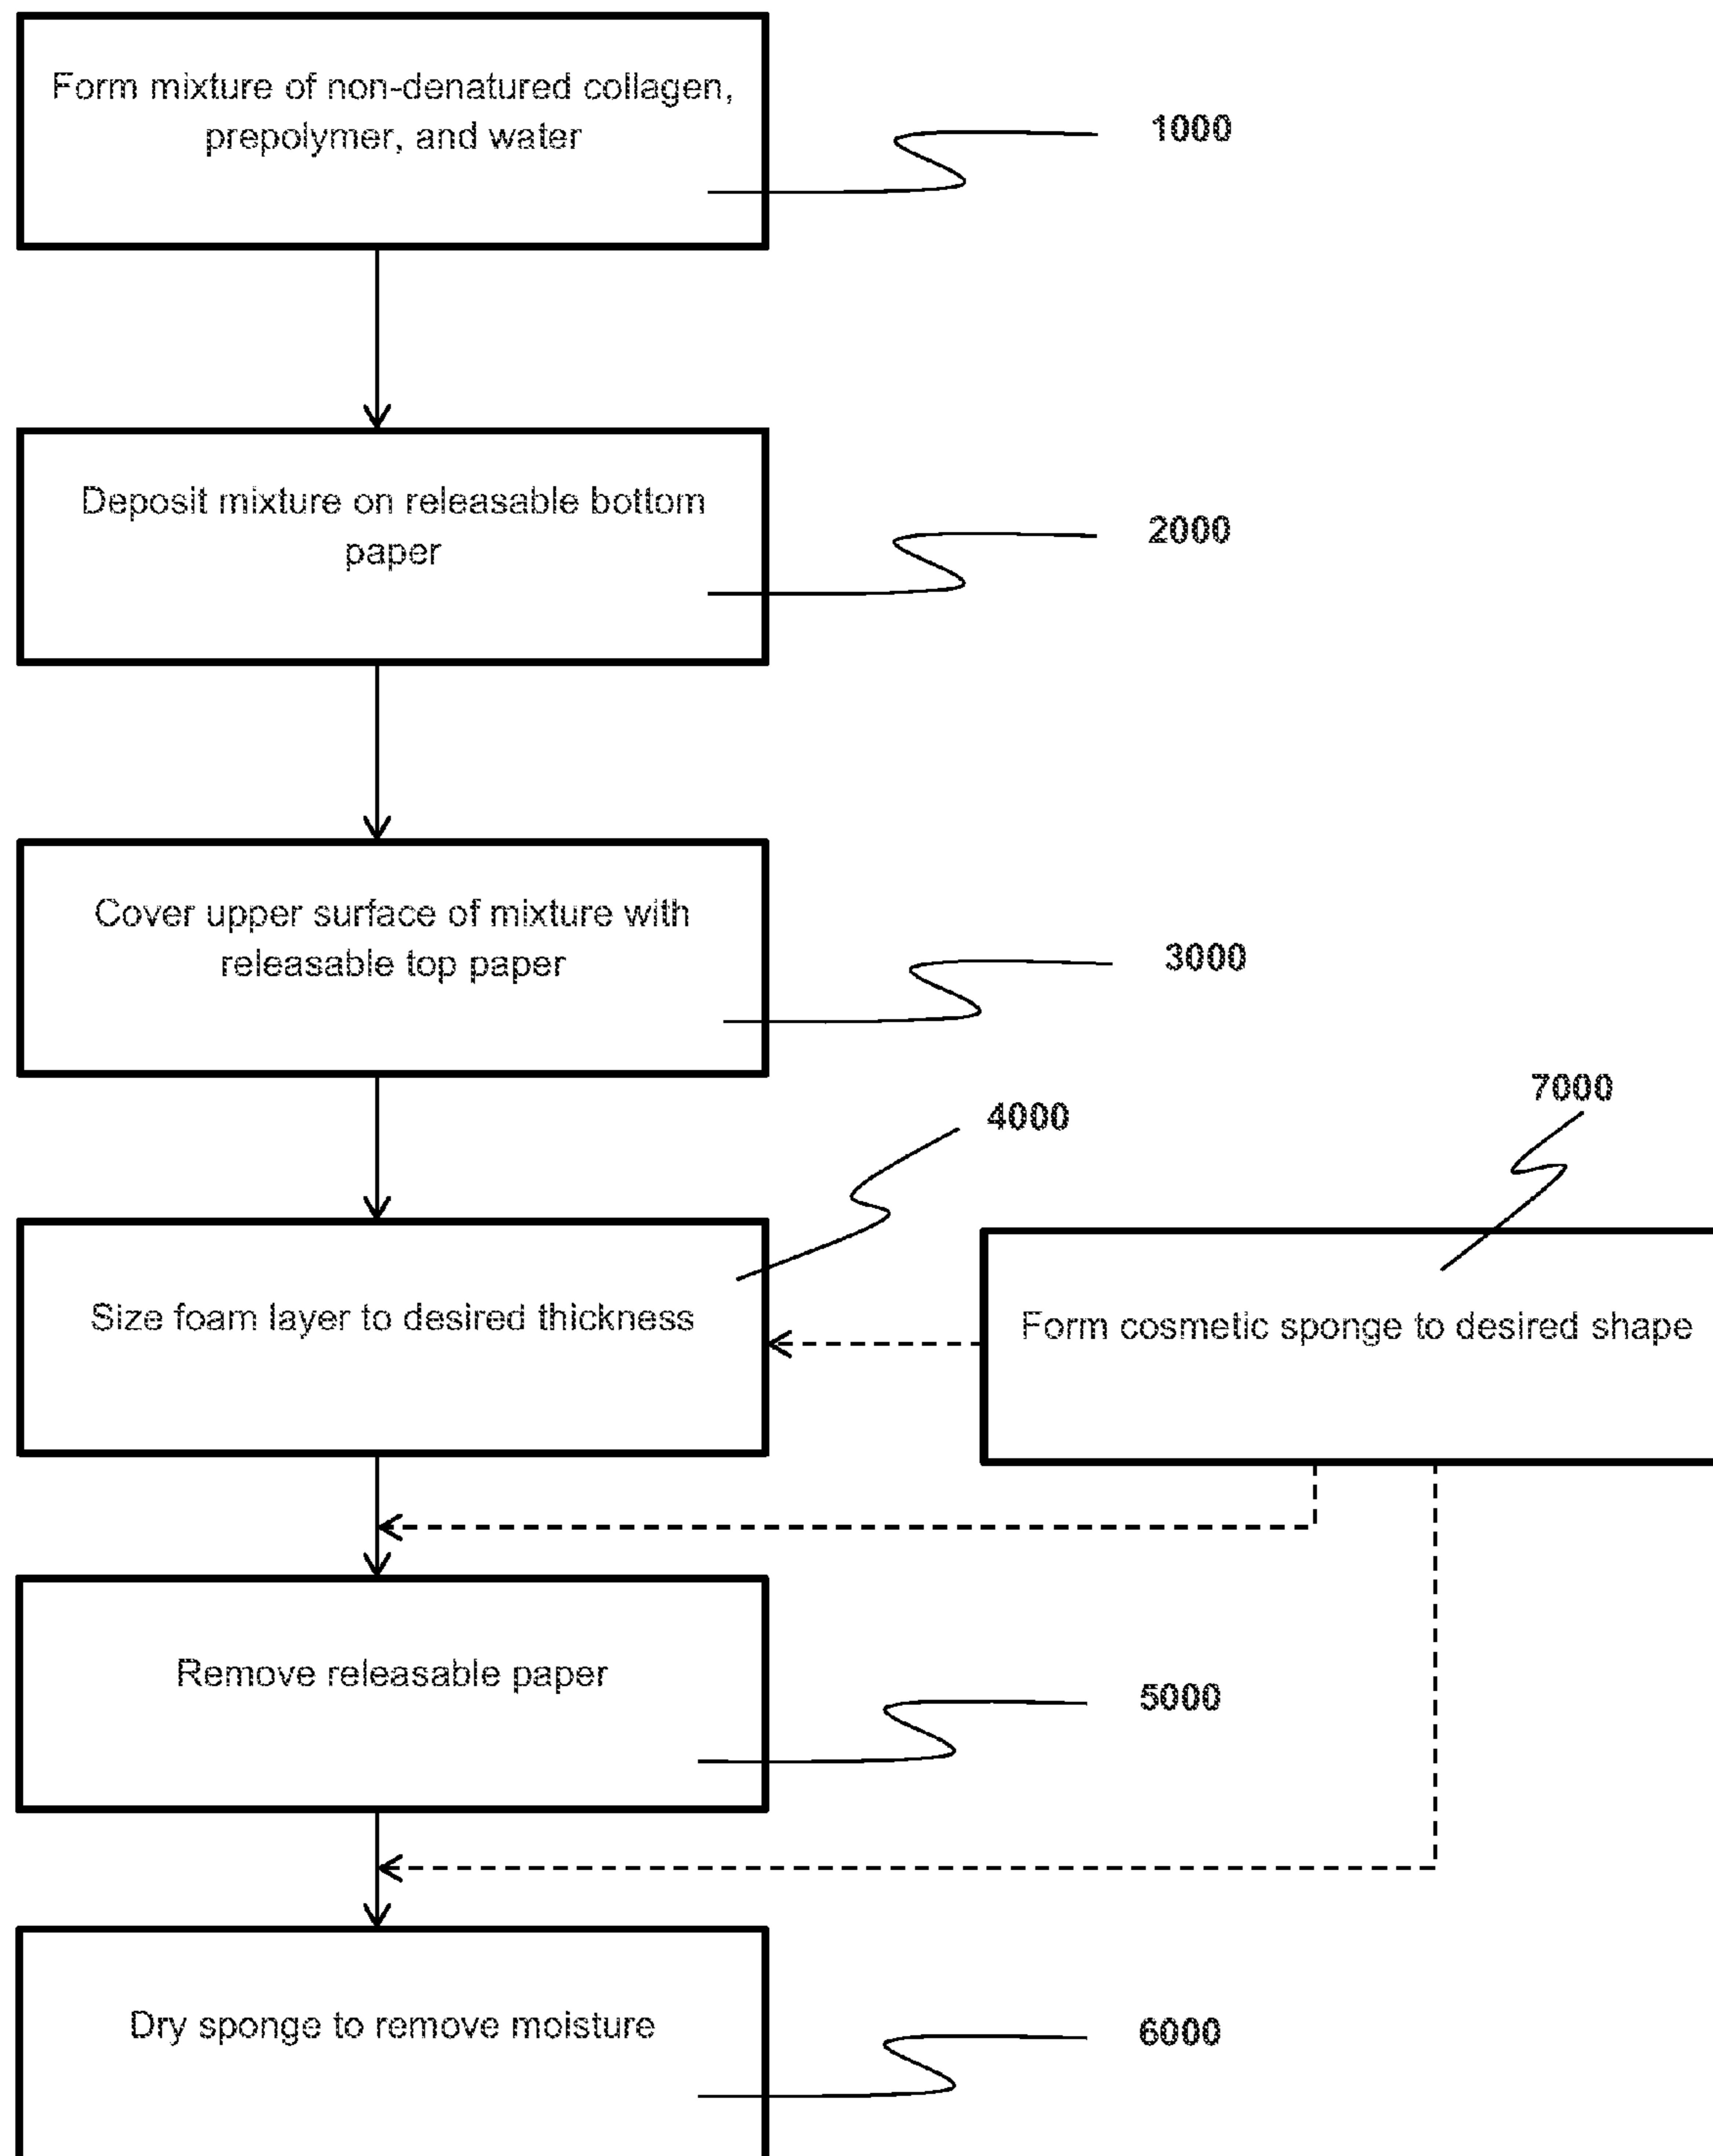 Form mixture of non-denatured collagen,
prepolymer, and water
1000
Deposit mixture on releasable bottom
paper
2000
Cover upper surface of mixture with
releasable top paper
3000
4000
7000
Size foam layer to desired thickness
Form cosmetic sponge to desired shape
Remove releasable paper
5000
Dry sponge to remove moisture
6000